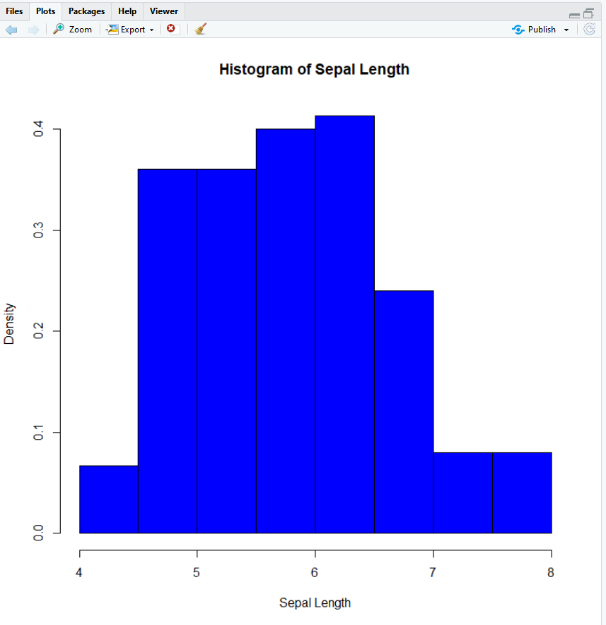 Files Plots Packages Help Viewer
Zoom Export Publish
Histogram of Sepal Length
Density
0.4
0.3
0.2
0.1
0.0
4 5 6 7 8
Sepal Length